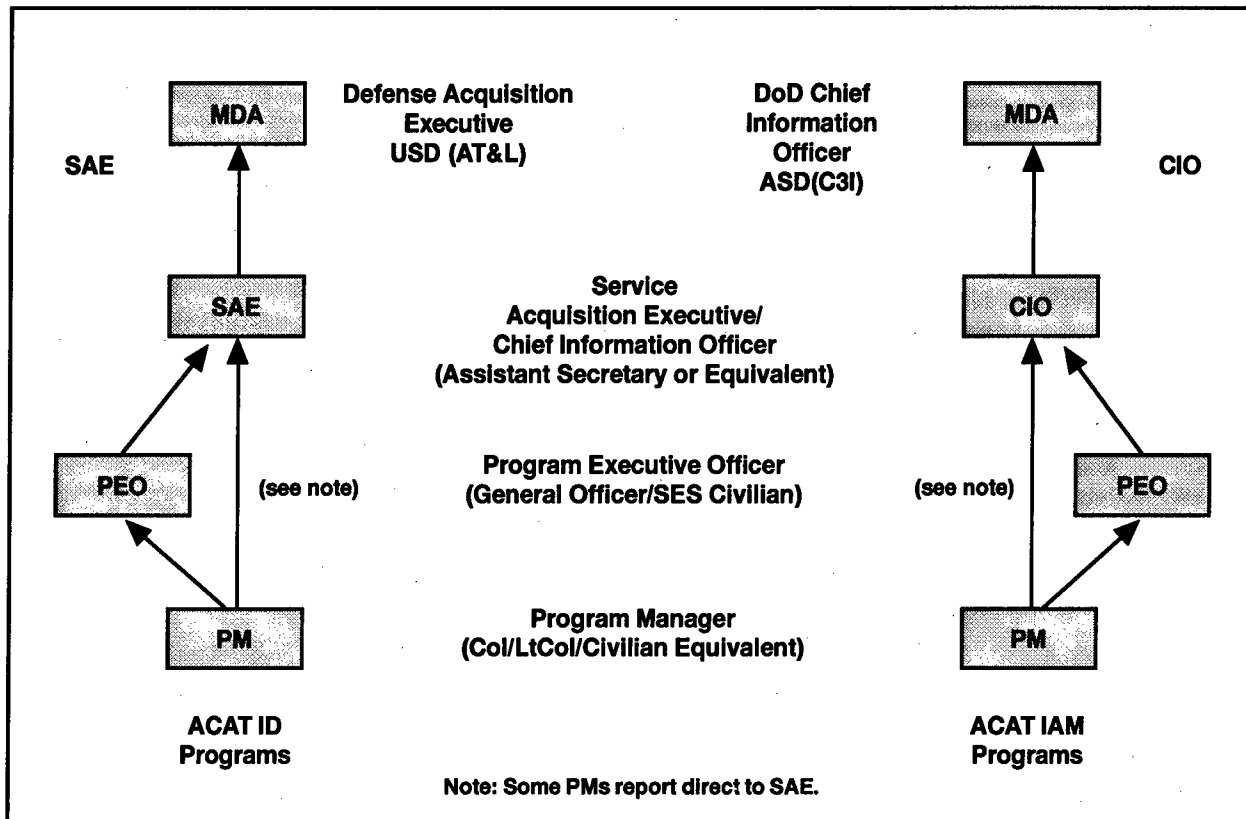 MDA
Defense Acquisition
Executive
USD (AT&L)
DoD Chief
Information
Officer
ASD(C3I)
MDA
SAE
CIO
SAE
Service
Acquisition Executive/
Chief Information Officer
(Assistant Secretary or Equivalent)
CIO
PEO
(see note)
Program Executive Officer
(General Officer/SES Civilian)
(see note)
PEO
PM
Program Manager
(Col/LtCol/Civilian Equivalent)
PM
ACAT ID
Programs
ACAT IAM
Programs
Note: Some PMs report direct to SAE.